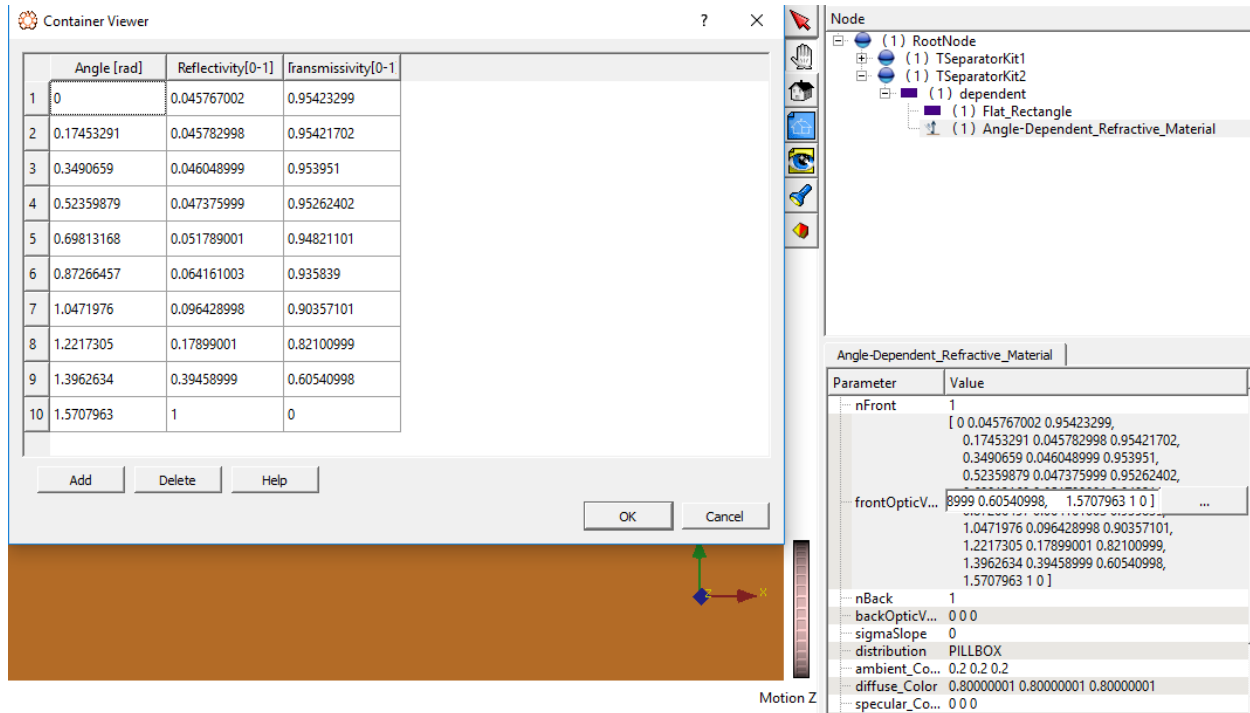 Container Viewer
?
Angle [rad] Reflectivity[0-1] Transmissivity[0-1
1 0 0.045767002 0.95423299
2 0.17453291 0.045782998 0.95421702
3 0.3490659 0.046048999 0.953951
4 0.52359879 0.047375999 0.95262402
5 0.69813168 0.051789001 0.94821101
6 0.87266457 0.064161003 0.935839
7 1.0471976 0.096428998 0.90357101
8 1.2217305 0.17899001 0.82100999
9 1.3962634 0.39458999 0.60540998
10 1.5707963 1 0
Add Delete Help
OK Cancel
x
z
Motion Z
Node
(1) RootNode
(1) TSeparatorKit1
(1) TSeparatorKit2
(1) dependent
(1) Flat_Rectangle
(1) Angle-Dependent_Refractive_Material
Angle-Dependent_Refractive_Material
Parameter Value
nFront 1
[ 0 0.045767002 0.95423299,
0.17453291 0.045782998 0.95421702,
0.3490659 0.046048999 0.953951,
0.52359879 0.047375999 0.95262402,
frontOpticV... 8999 0.60540998, 1.5707963 1 0 ] ...
1.0471976 0.096428998 0.90357101,
1.2217305 0.17899001 0.82100999,
1.3962634 0.39458999 0.60540998,
1.5707963 1 0 ]
nBack 1
backOpticV... 0 0 0
sigmaSlope 0
distribution PILLBOX
ambient_Co... 0.2 0.2 0.2
diffuse_Color 0.80000001 0.80000001 0.80000001
specular_Co... 0 0 0